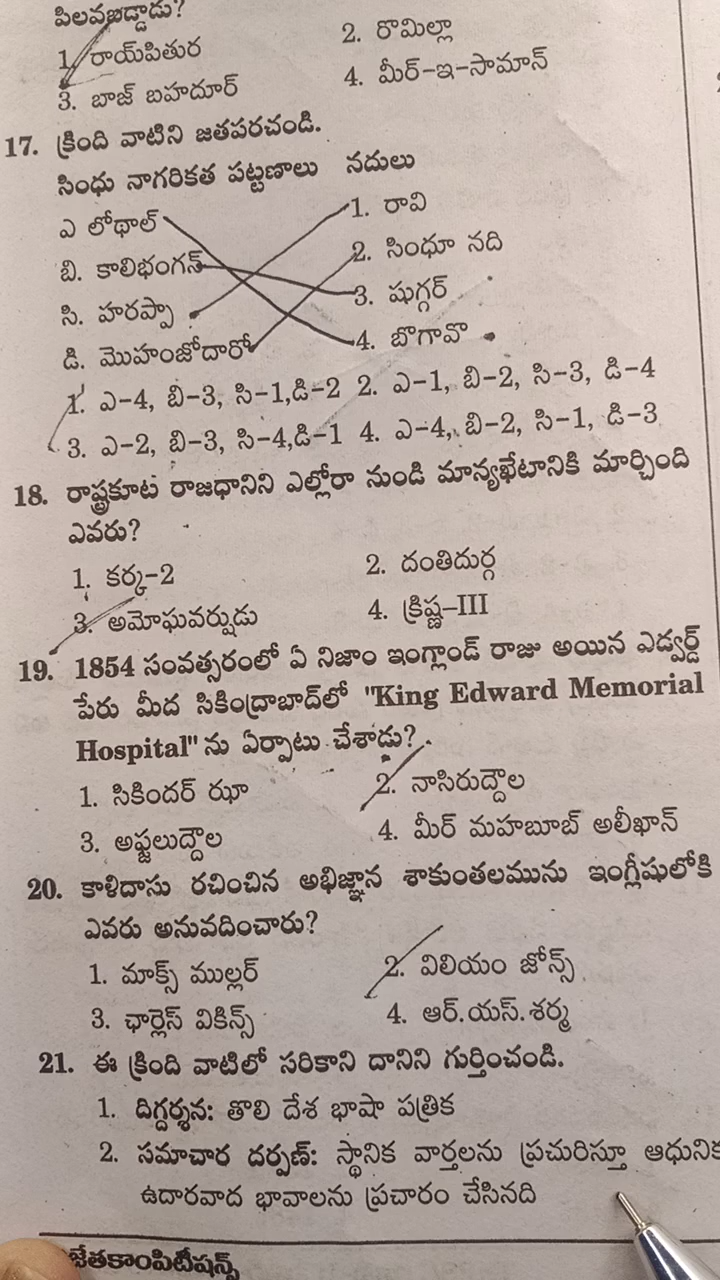 పిలవబడ్డాడు?
1. రాయ్‌పితుర 2. రొమిల్లా
3. బాజ్ బహదూర్ 4. మీర్-ఇ-సామాన్
17. క్రింది వాటిని జతపరచండి.
సింధు నాగరికత పట్టణాలు నదులు
ఎ లోథాల్ 1. రావి
బి. కాలిభంగన్ 2. సింధూ నది
సి. హరప్పా 3. షుగ్గర్
డి. మొహంజోదారో 4. బొగావొ
1. ఎ-4, బి-3, సి-1,డి-2 2. ఎ-1, బి-2, సి-3, డి-4
3. ఎ-2, బి-3, సి-4,డి-1 4. ఎ-4, బి-2, సి-1, డి-3
18. రాష్ట్రకూట రాజధానిని ఎల్లోరా నుండి మాన్యఖేటానికి మార్చింది
ఎవరు?
1. కర్క-2 2. దంతిదుర్గ
3. అమోఘవర్షుడు 4. క్రిష్ణ-III
19. 1854 సంవత్సరంలో ఏ నిజాం ఇంగ్లాండ్ రాజు అయిన ఎడ్వర్డ్
పేరు మీద సికింద్రాబాద్‌లో "King Edward Memorial
Hospital" ను ఏర్పాటు చేశాడు?
1. సికిందర్ ఝా 2. నాసిరుద్దౌల
3. అఫ్జలుద్దౌల 4. మీర్ మహబూబ్ అలీఖాన్
20. కాళిదాసు రచించిన అభిజ్ఞాన శాకుంతలమును ఇంగ్లీషులోకి
ఎవరు అనువదించారు?
1. మాక్స్ ముల్లర్ 2. విలియం జోన్స్
3. ఛార్లెస్ వికిన్స్ 4. ఆర్.యస్.శర్మ
21. ఈ క్రింది వాటిలో సరికాని దానిని గుర్తించండి.
1. దిగ్దర్శన: తొలి దేశ భాషా పత్రిక
2. సమాచార దర్పణ్: స్థానిక వార్తలను ప్రచురిస్తూ ఆధునిక
ఉదారవాద భావాలను ప్రచారం చేసినది
జేతకాంపిటీషన్స్